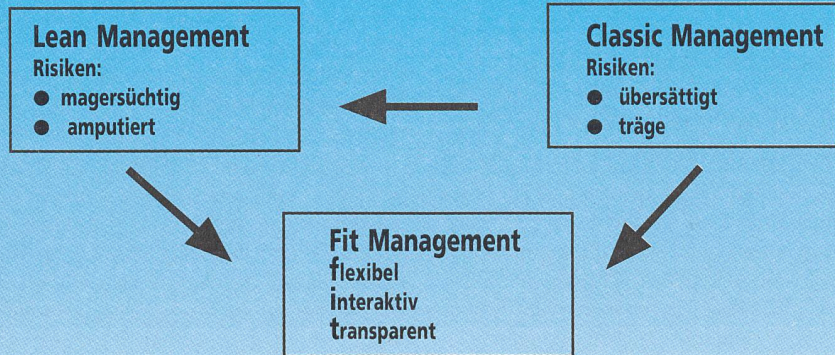 Lean Management
Risiken:
● magersüchtig
● amputiert
Classic Management
Risiken:
● übersättigt
● träge
Fit Management
flexibel
interaktiv
transparent